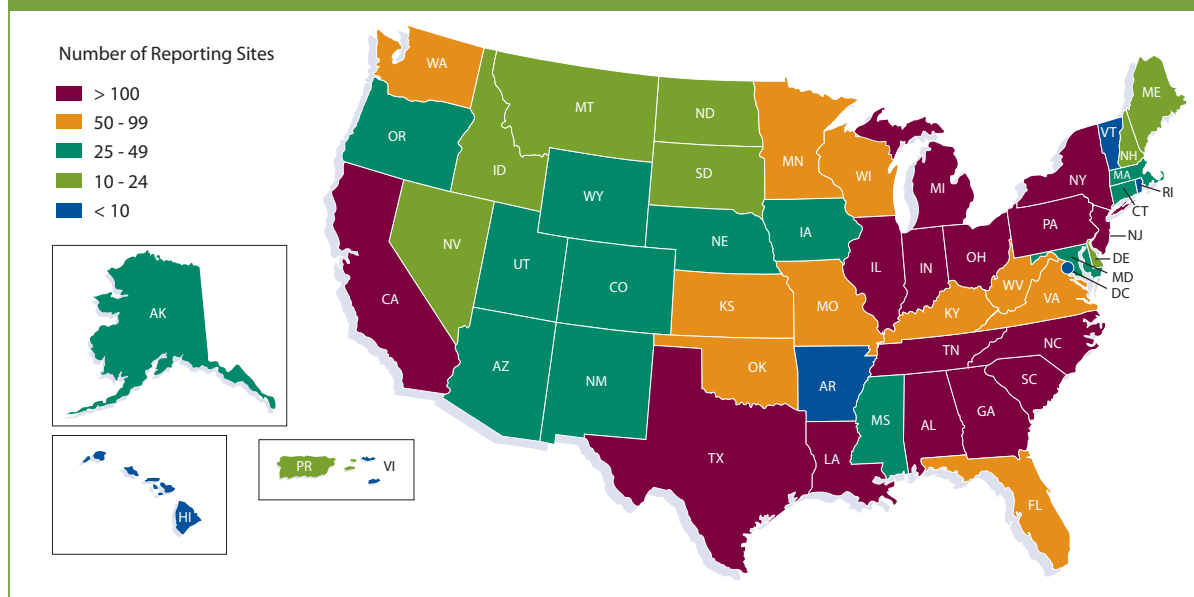 Number of Reporting Sites
> 100
50 - 99
25 - 49
10 - 24
< 10
WA
OR
MT
ID
ND
SD
MN
WI
MI
ME
VT
NH
NY
MA
RI
CT
WY
NV
UT
CO
NE
IA
IL
IN
OH
PA
NJ
DE
MD
DC
WV
VA
CA
AZ
NM
KS
MO
KY
OK
AR
TN
NC
SC
MS
AL
GA
TX
LA
FL
AK
HI
PR
VI